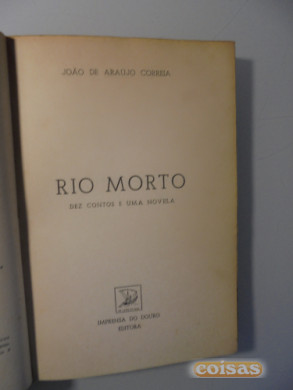 JOÃO DE ARAÚJO CORREIA
RIO MORTO
DEZ CONTOS E UMA NOVELA
IMPRENSA DO DOURO
EDITORA
coisas